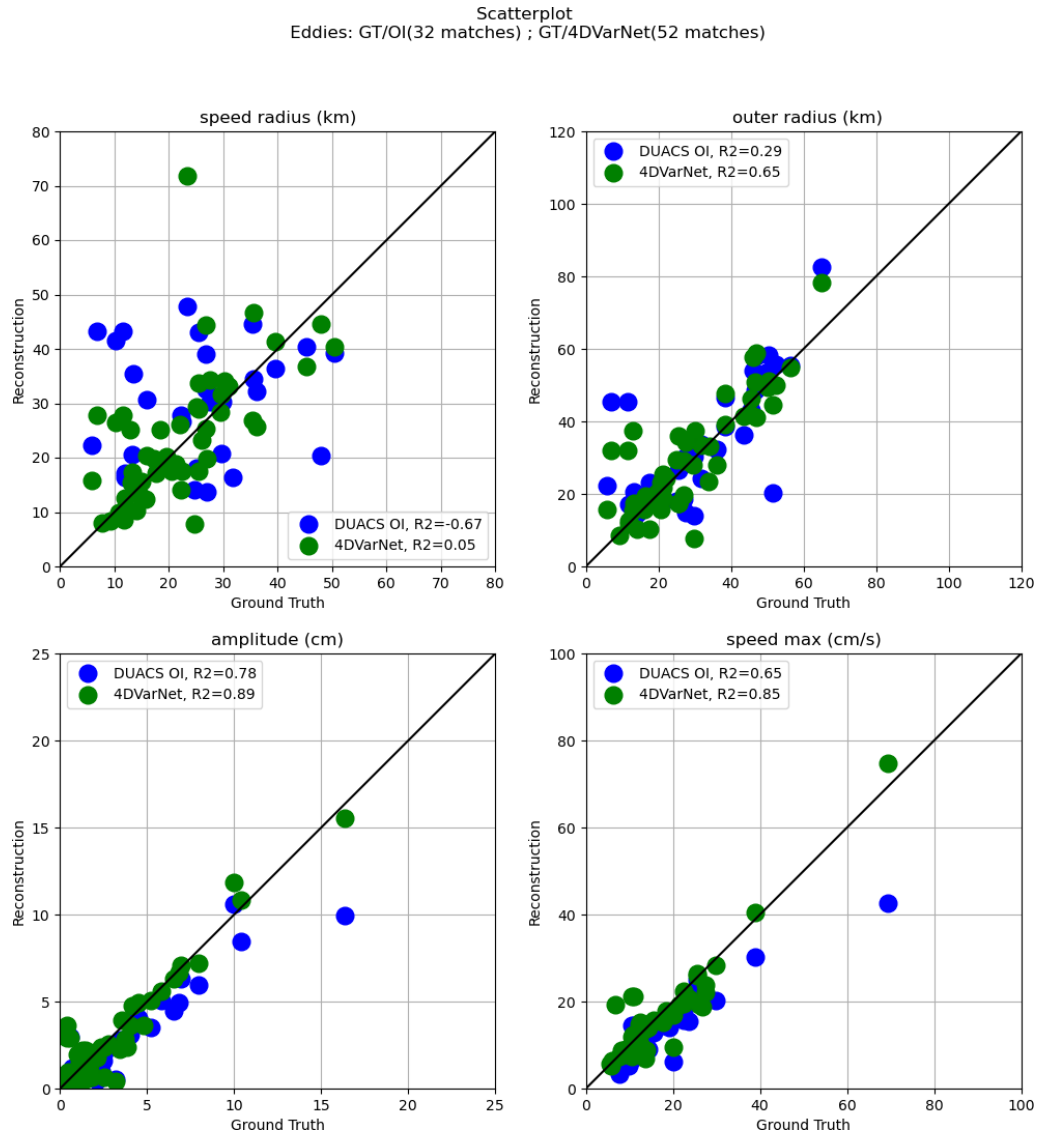 Scatterplot
Eddies: GT/OI(32 matches) ; GT/4DVarNet(52 matches)
speed radius (km)
80
70
60
50
40
30
20
10
0
Reconstruction
0 10 20 30 40 50 60 70 80
Ground Truth
DUACS OI, R2=-0.67
4DVarNet, R2=0.05
outer radius (km)
120
100
80
60
40
20
0
Reconstruction
0 20 40 60 80 100 120
Ground Truth
DUACS OI, R2=0.29
4DVarNet, R2=0.65
amplitude (cm)
25
20
15
10
5
0
Reconstruction
0 5 10 15 20 25
Ground Truth
DUACS OI, R2=0.78
4DVarNet, R2=0.89
speed max (cm/s)
100
80
60
40
20
0
Reconstruction
0 20 40 60 80 100
Ground Truth
DUACS OI, R2=0.65
4DVarNet, R2=0.85